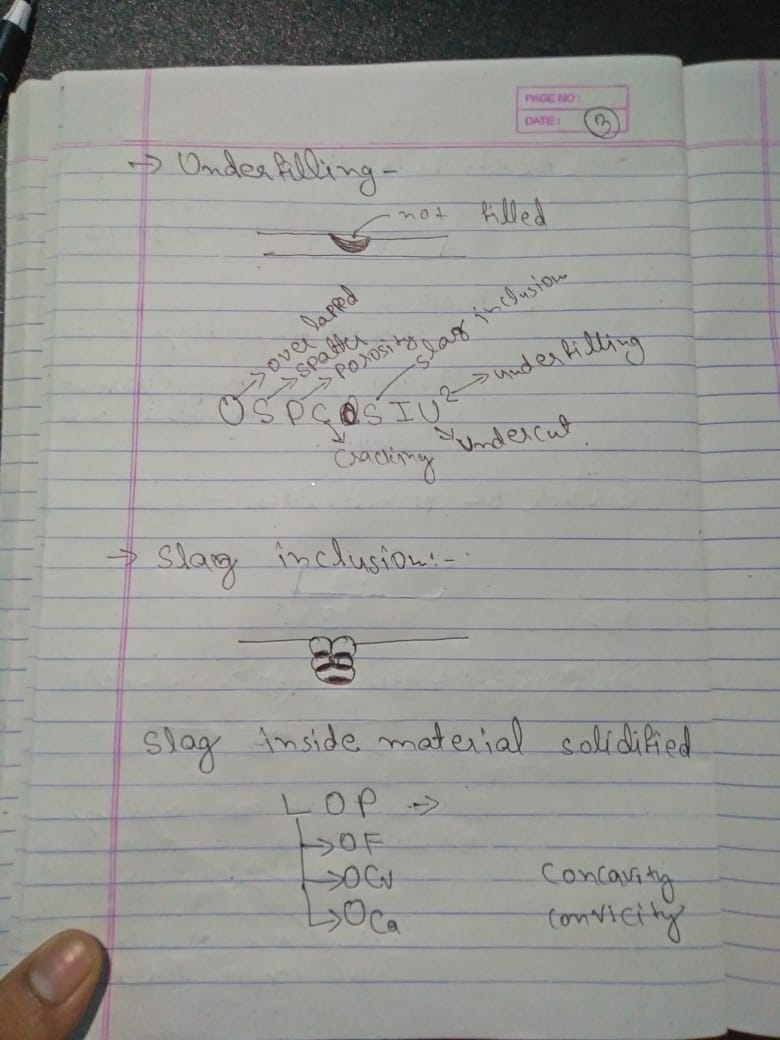 PAGE NO:
DATE: 3
→ Underfilling -
not filled
over lapped
spatter
porosity
slag inclusion
underfilling
O S P C S I U²
undercut.
cracking
→ Slag inclusion:-
Slag inside material solidified
L O P →
→ OF
→ OCv Concavity
→ OCa Convicity